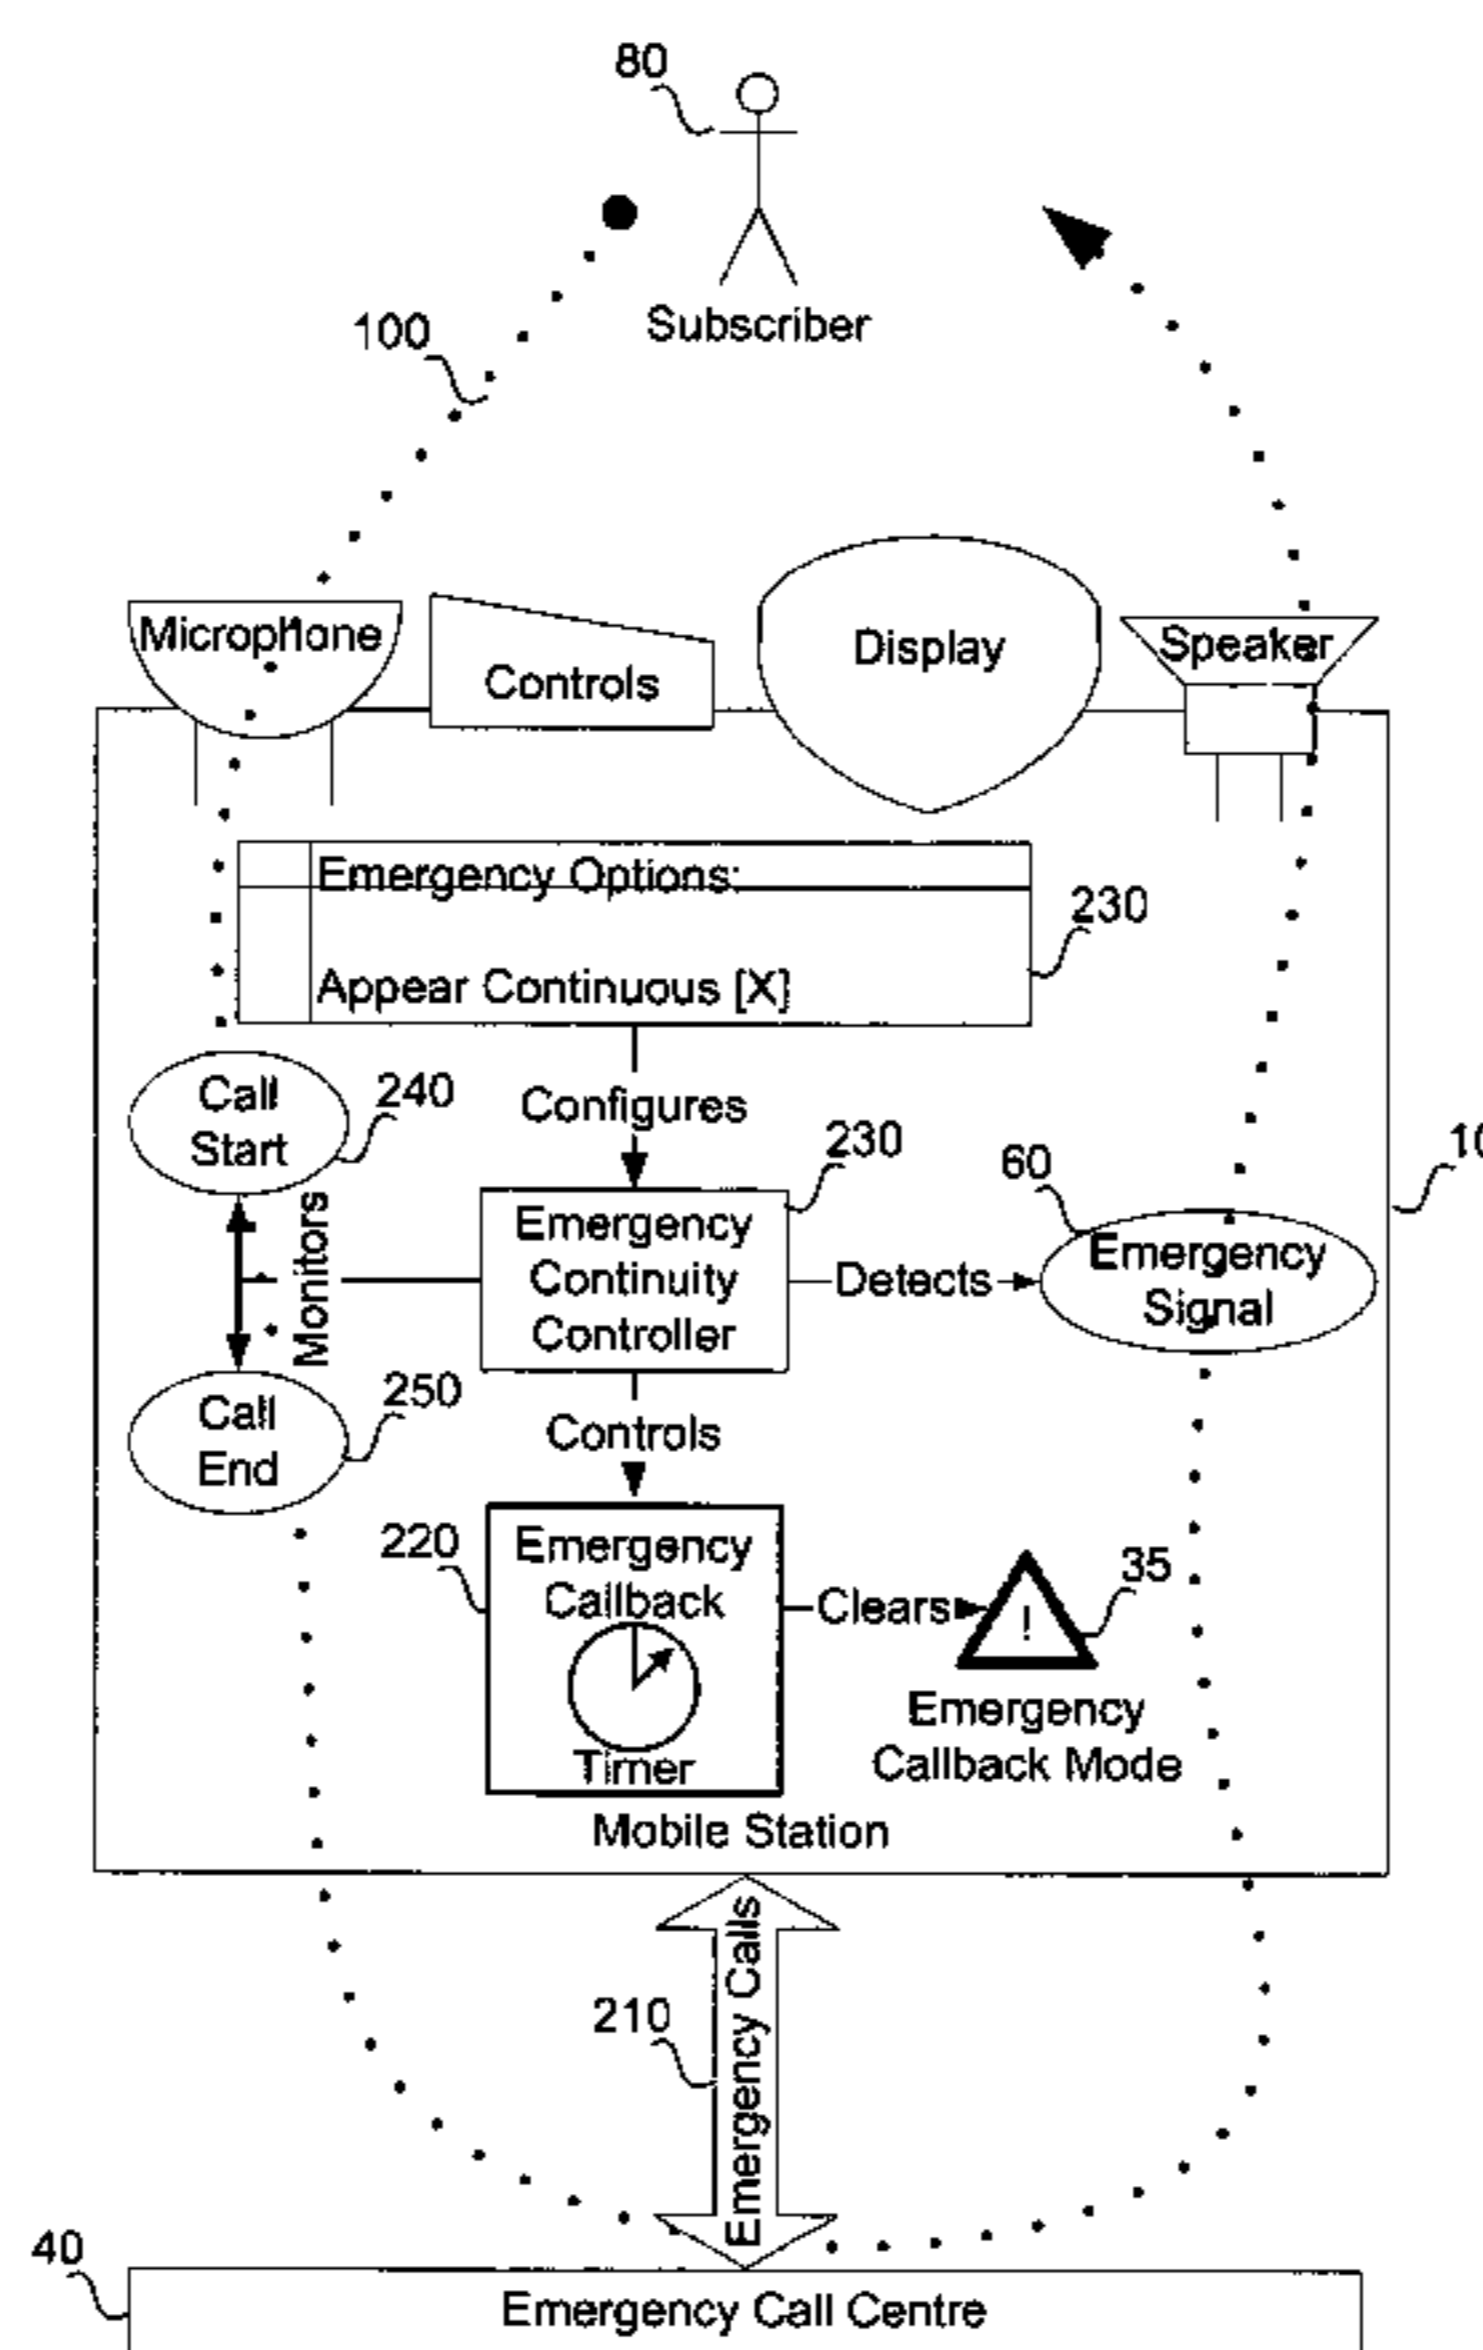 80
Subscriber
100
Microphone
Controls
Display
Speaker
Emergency Options:
230
Appear Continuous [X]
Call
Start
240
Configures
230
60
10
Emergency
Continuity
Controller
Monitors
Detects
Emergency
Signal
Call
End
250
Controls
220
Emergency
Callback
Timer
Clears
!
35
Emergency
Callback Mode
Mobile Station
210
Emergency Calls
40
Emergency Call Centre